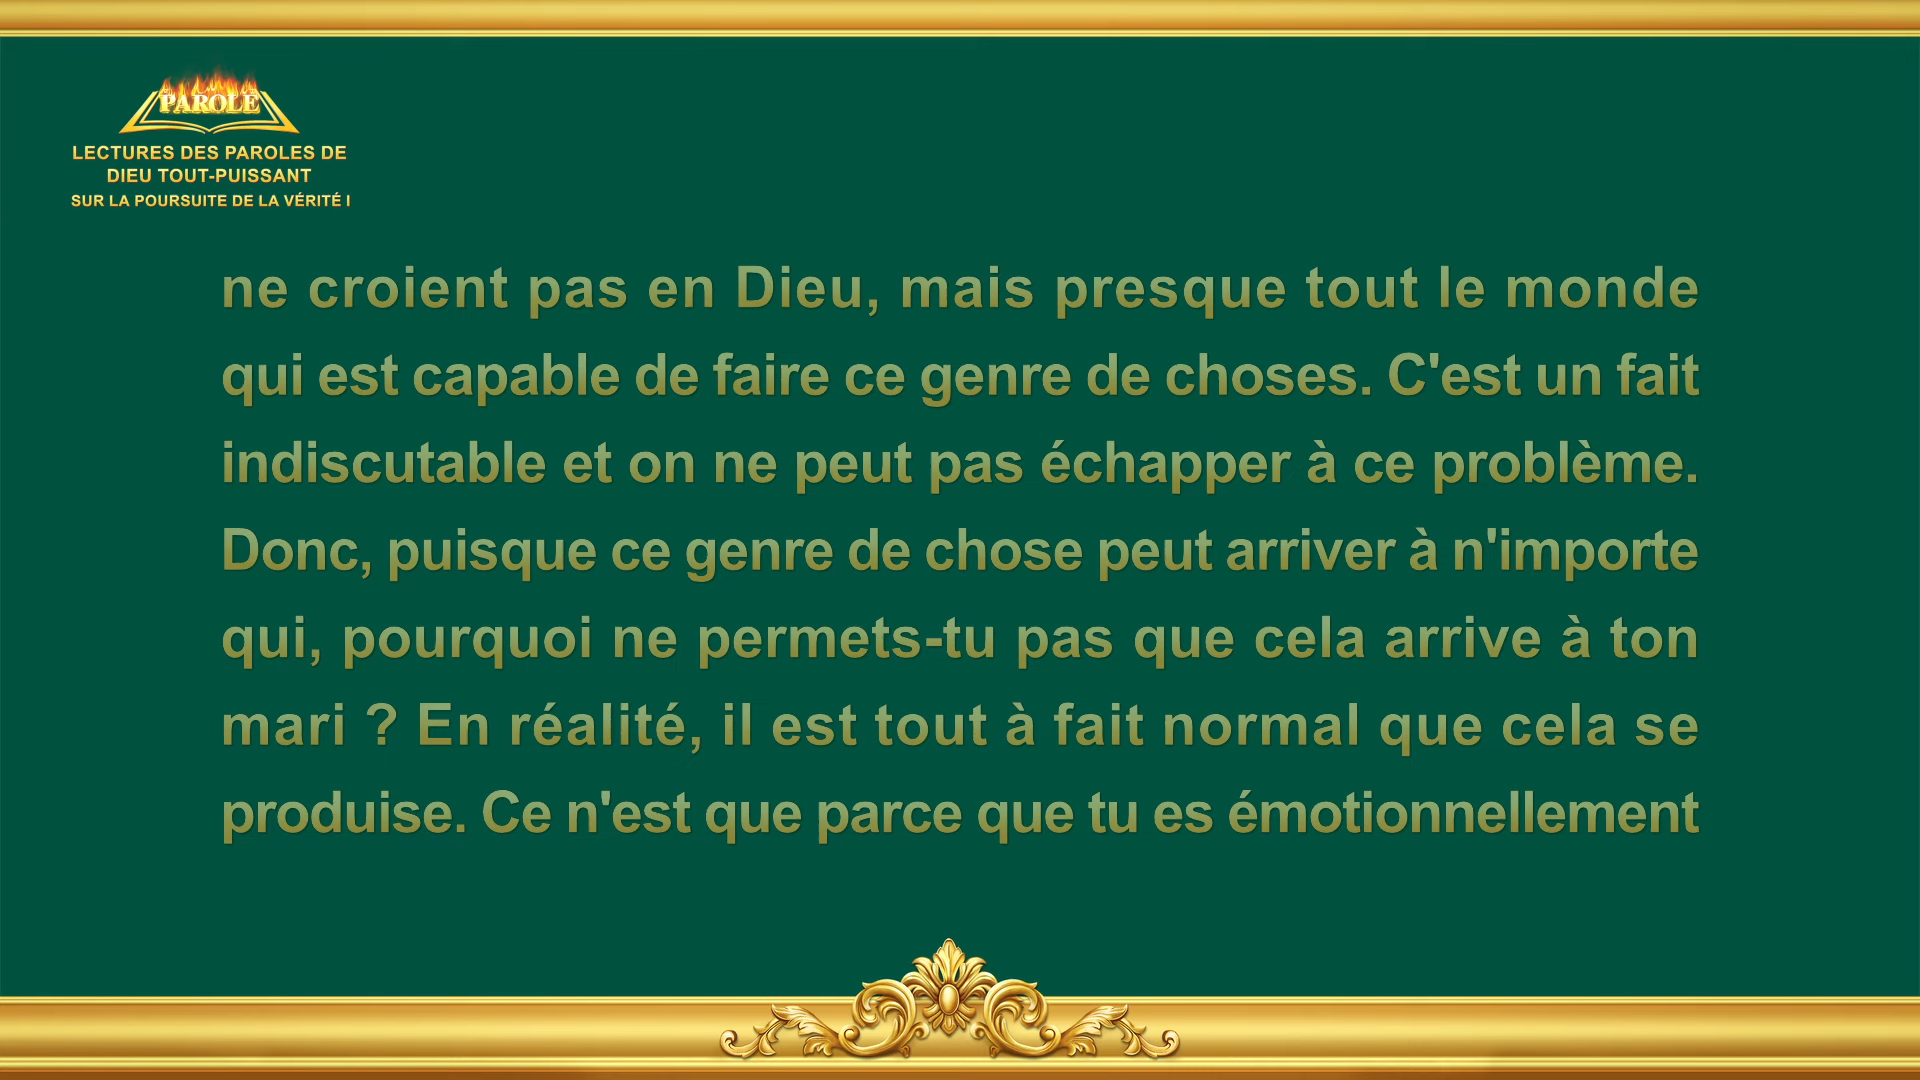 PAROLE
LECTURES DES PAROLES DE
DIEU TOUT-PUISSANT
SUR LA POURSUITE DE LA VÉRITÉ I
ne croient pas en Dieu, mais presque tout le monde
qui est capable de faire ce genre de choses. C'est un fait
indiscutable et on ne peut pas échapper à ce problème.
Donc, puisque ce genre de chose peut arriver à n'importe
qui, pourquoi ne permets-tu pas que cela arrive à ton
mari ? En réalité, il est tout à fait normal que cela se
produise. Ce n'est que parce que tu es émotionnellement